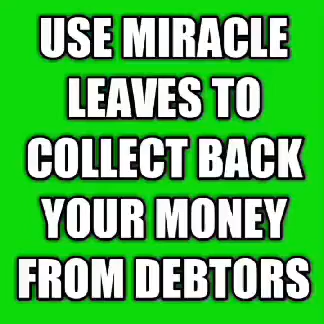 USE MIRACLE
LEAVES TO
COLLECT BACK
YOUR MONEY
FROM DEBTORS